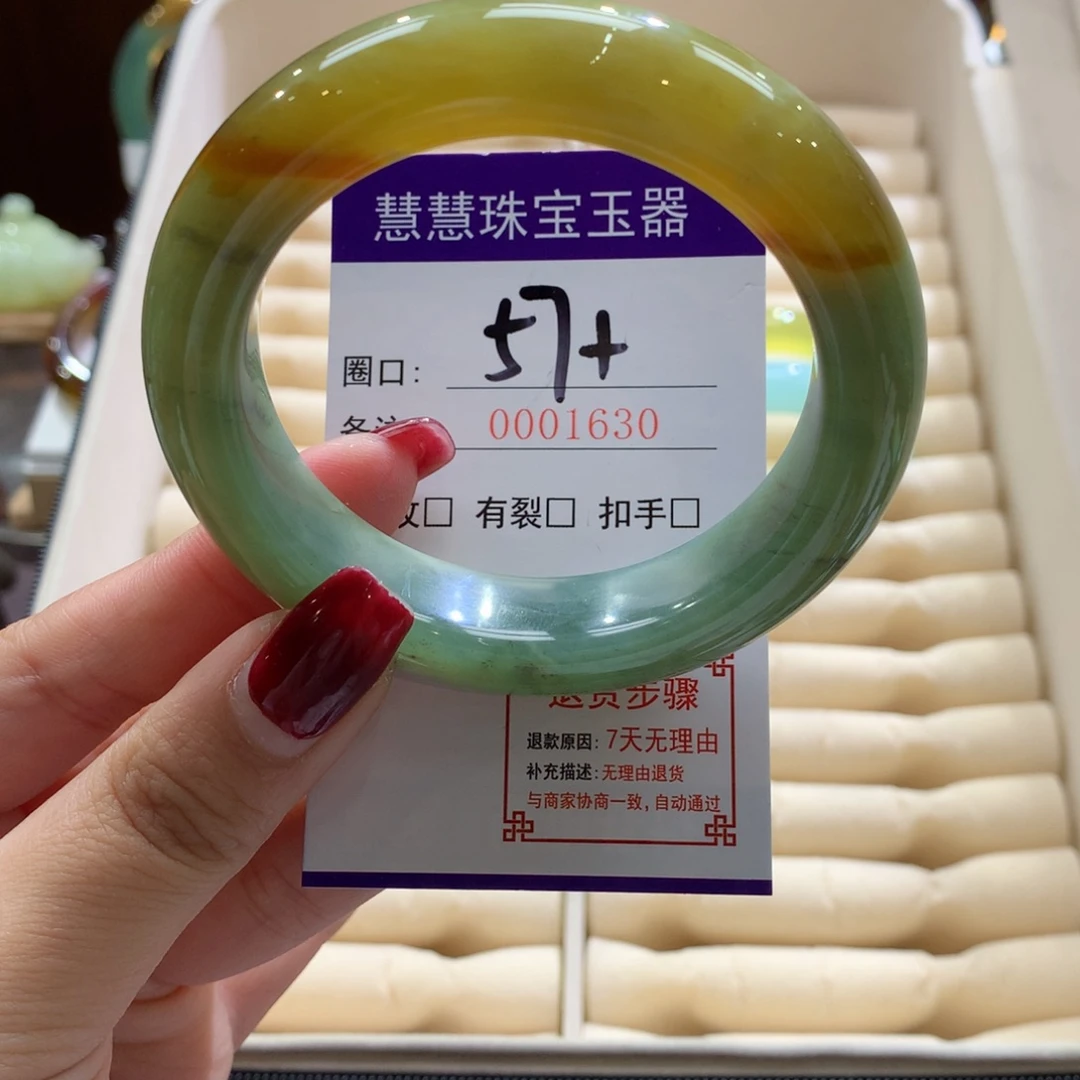 慧慧珠宝玉器
圈口: 57+
0001630
有裂□ 扣手□
退货步骤
退款原因: 7天无理由
补充描述: 无理由退货
与商家协商一致, 自动通过